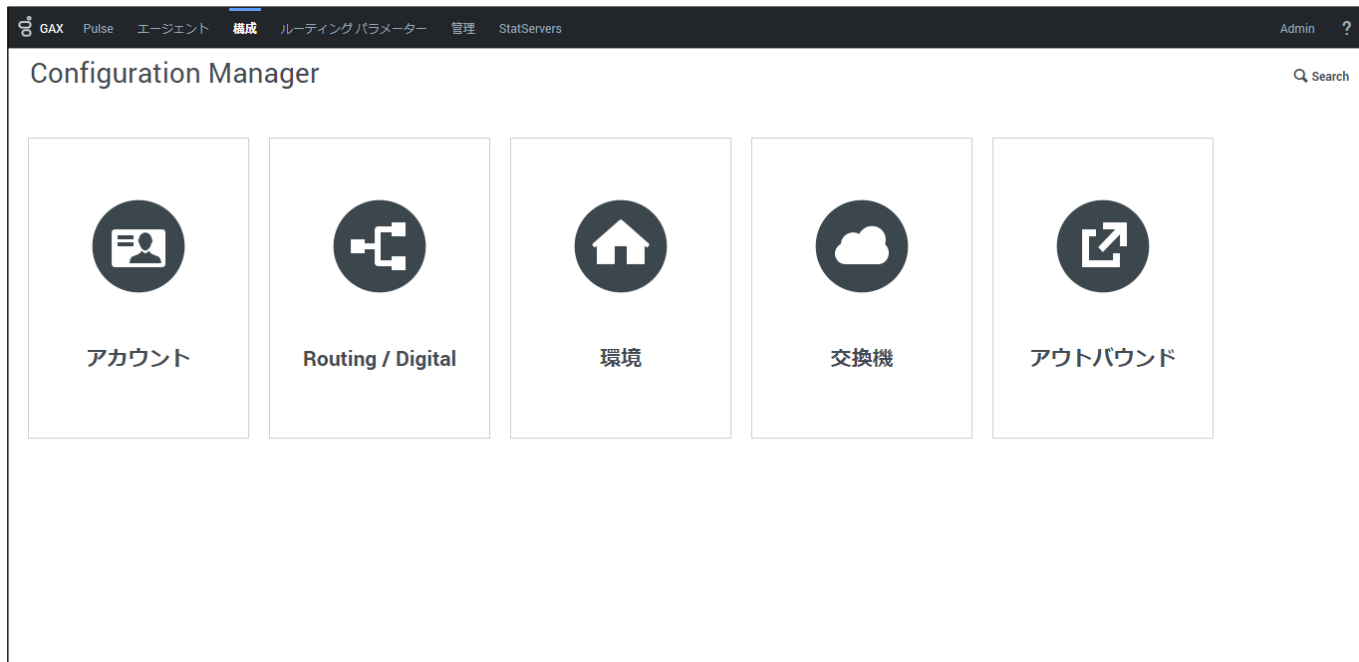 GAX Pulse エージェント 構成 ルーティング パラメーター 管理 StatServers Admin ?
Configuration Manager
Search
アカウント
Routing / Digital
環境
交換機
アウトバウンド